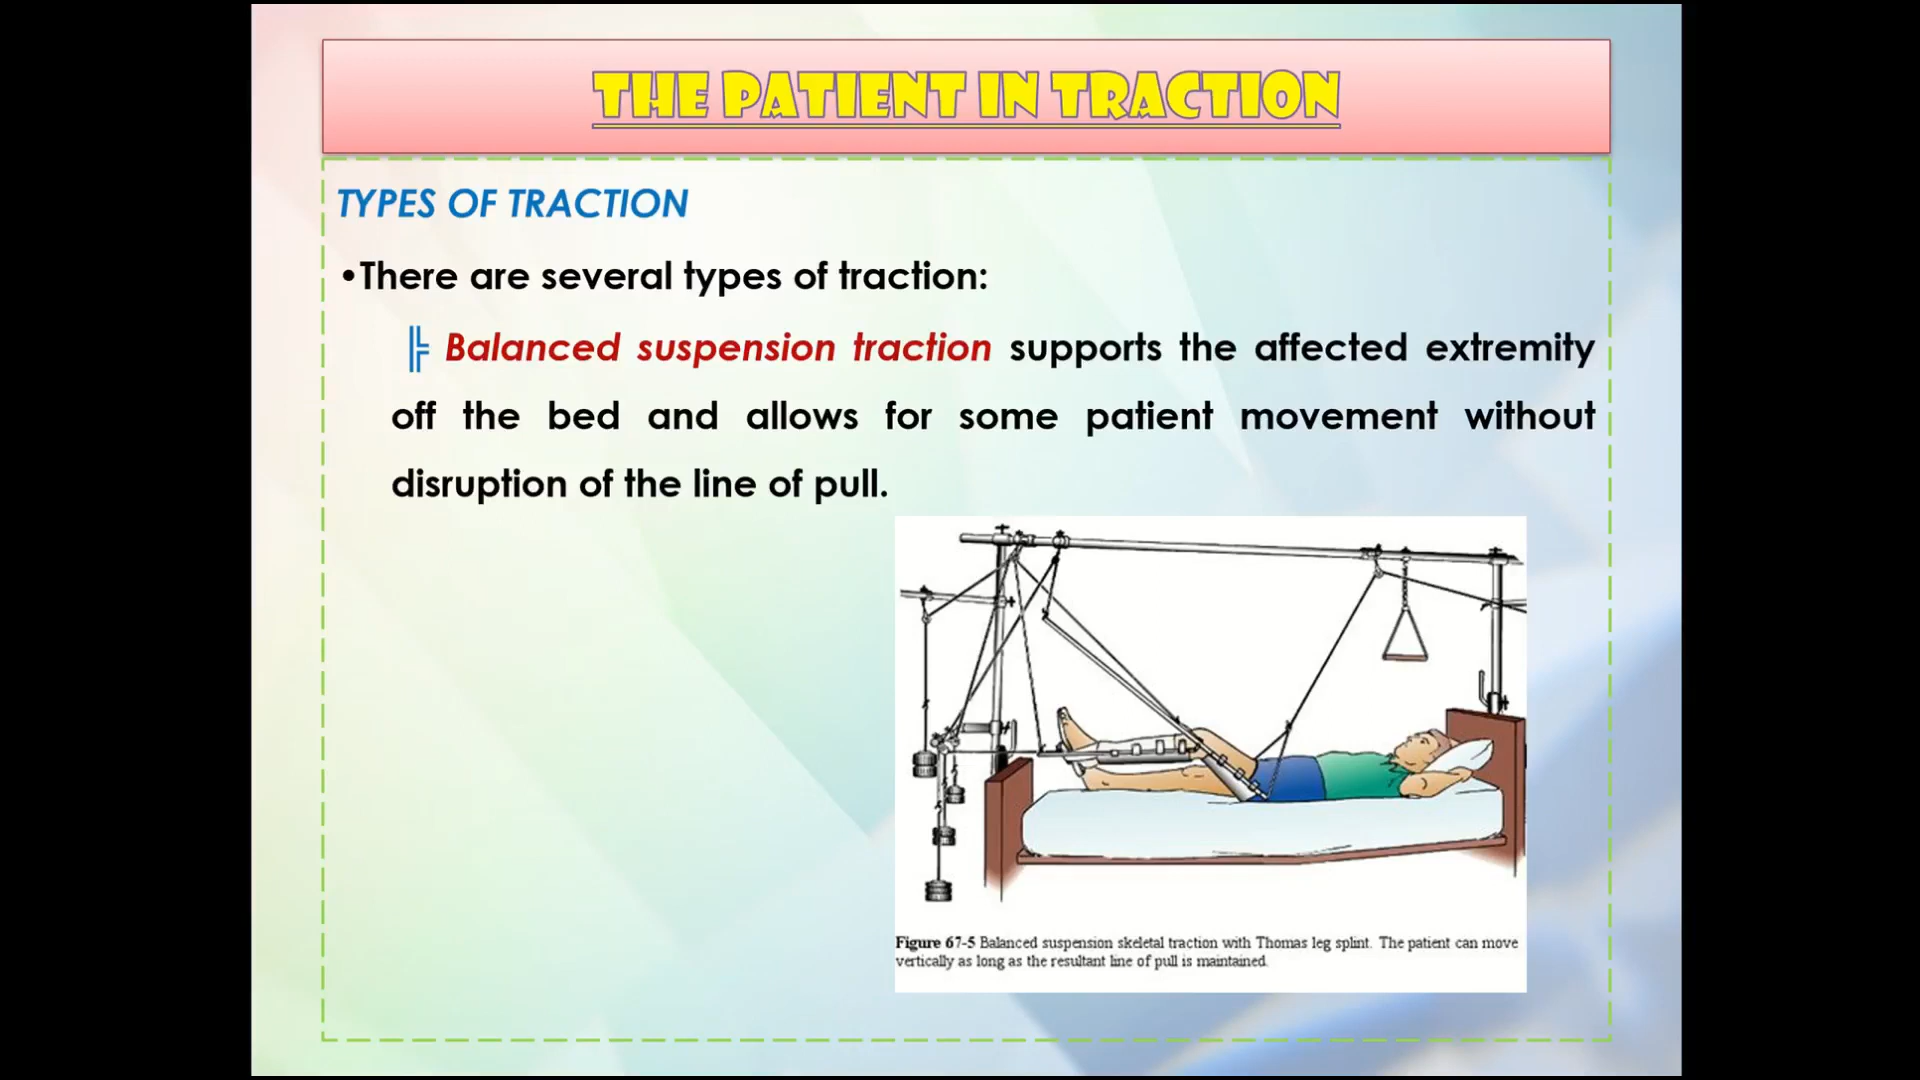 THE PATIENT IN TRACTION
TYPES OF TRACTION
•There are several types of traction:
╠ Balanced suspension traction supports the affected extremity
off the bed and allows for some patient movement without
disruption of the line of pull.
Figure 67-5 Balanced suspension skeletal traction with Thomas leg splint. The patient can move
vertically as long as the resultant line of pull is maintained.